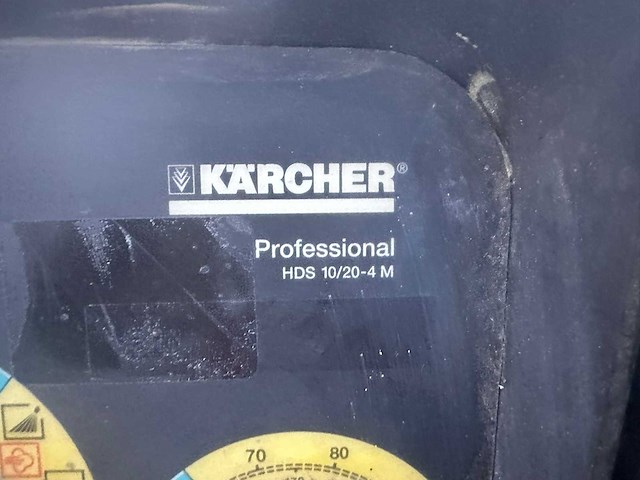 KÄRCHER®
Professional
HDS 10/20-4 M
70 80